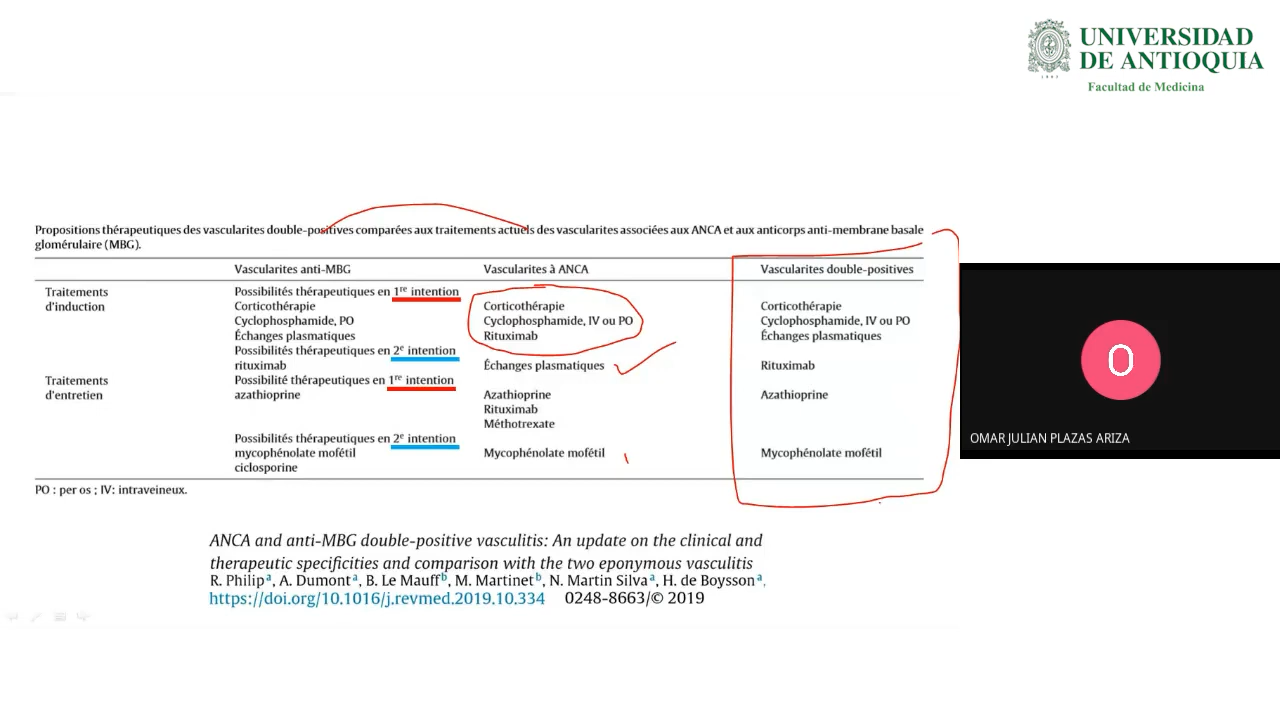 UNIVERSIDAD
DE ANTIOQUIA
1803
Facultad de Medicina
Propositions thérapeutiques des vascularites double-positives comparées aux traitements actuels des vascularites associées aux ANCA et aux anticorps anti-membrane basale
glomérulaire (MBG).
Vascularites anti-MBG Vascularites à ANCA Vascularites double-positives
Traitements Possibilités thérapeutiques en 1re intention
d'induction Corticothérapie Corticothérapie Corticothérapie
Cyclophosphamide, PO Cyclophosphamide, IV ou PO Cyclophosphamide, IV ou PO
Échanges plasmatiques Rituximab Échanges plasmatiques
Possibilités thérapeutiques en 2e intention
rituximab Échanges plasmatiques Rituximab
Traitements Possibilité thérapeutiques en 1re intention
d'entretien azathioprine Azathioprine Azathioprine
Rituximab
Méthotrexate
Possibilités thérapeutiques en 2e intention
mycophénolate mofétil Mycophénolate mofétil Mycophénolate mofétil
ciclosporine
PO : per os ; IV: intraveineux.
ANCA and anti-MBG double-positive vasculitis: An update on the clinical and
therapeutic specificities and comparison with the two eponymous vasculitis
R. Philip a, A. Dumont a, B. Le Mauff b, M. Martinet b, N. Martin Silva a, H. de Boysson a,
https://doi.org/10.1016/j.revmed.2019.10.334 0248-8663/© 2019
O
OMAR JULIAN PLAZAS ARIZA